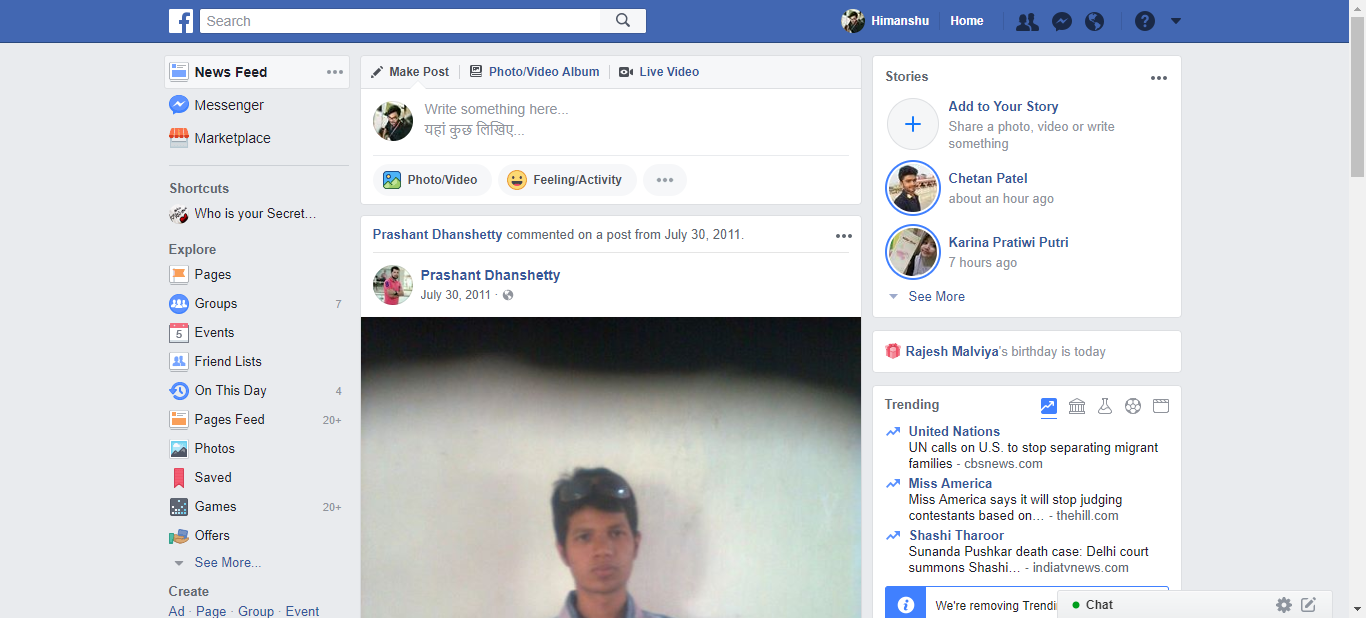 f
Search
Himanshu
Home
News Feed
Messenger
Marketplace
Shortcuts
Who is your Secret...
Explore
Pages
Groups 7
Events
5
Friend Lists
On This Day 4
Pages Feed 20+
Photos
Saved
Games 20+
Offers
See More...
Create
Ad · Page · Group · Event
Make Post
Photo/Video Album
Live Video
Write something here...
यहां कुछ लिखिए...
Photo/Video
Feeling/Activity
Prashant Dhanshetty commented on a post from July 30, 2011.
Prashant Dhanshetty
July 30, 2011 ·
Stories
Add to Your Story
Share a photo, video or write
something
Chetan Patel
about an hour ago
Karina Pratiwi Putri
7 hours ago
See More
Rajesh Malviya's birthday is today
Trending
United Nations
UN calls on U.S. to stop separating migrant
families - cbsnews.com
Miss America
Miss America says it will stop judging
contestants based on... - thehill.com
Shashi Tharoor
Sunanda Pushkar death case: Delhi court
summons Shashi... - indiatvnews.com
We're removing Trendi
Chat